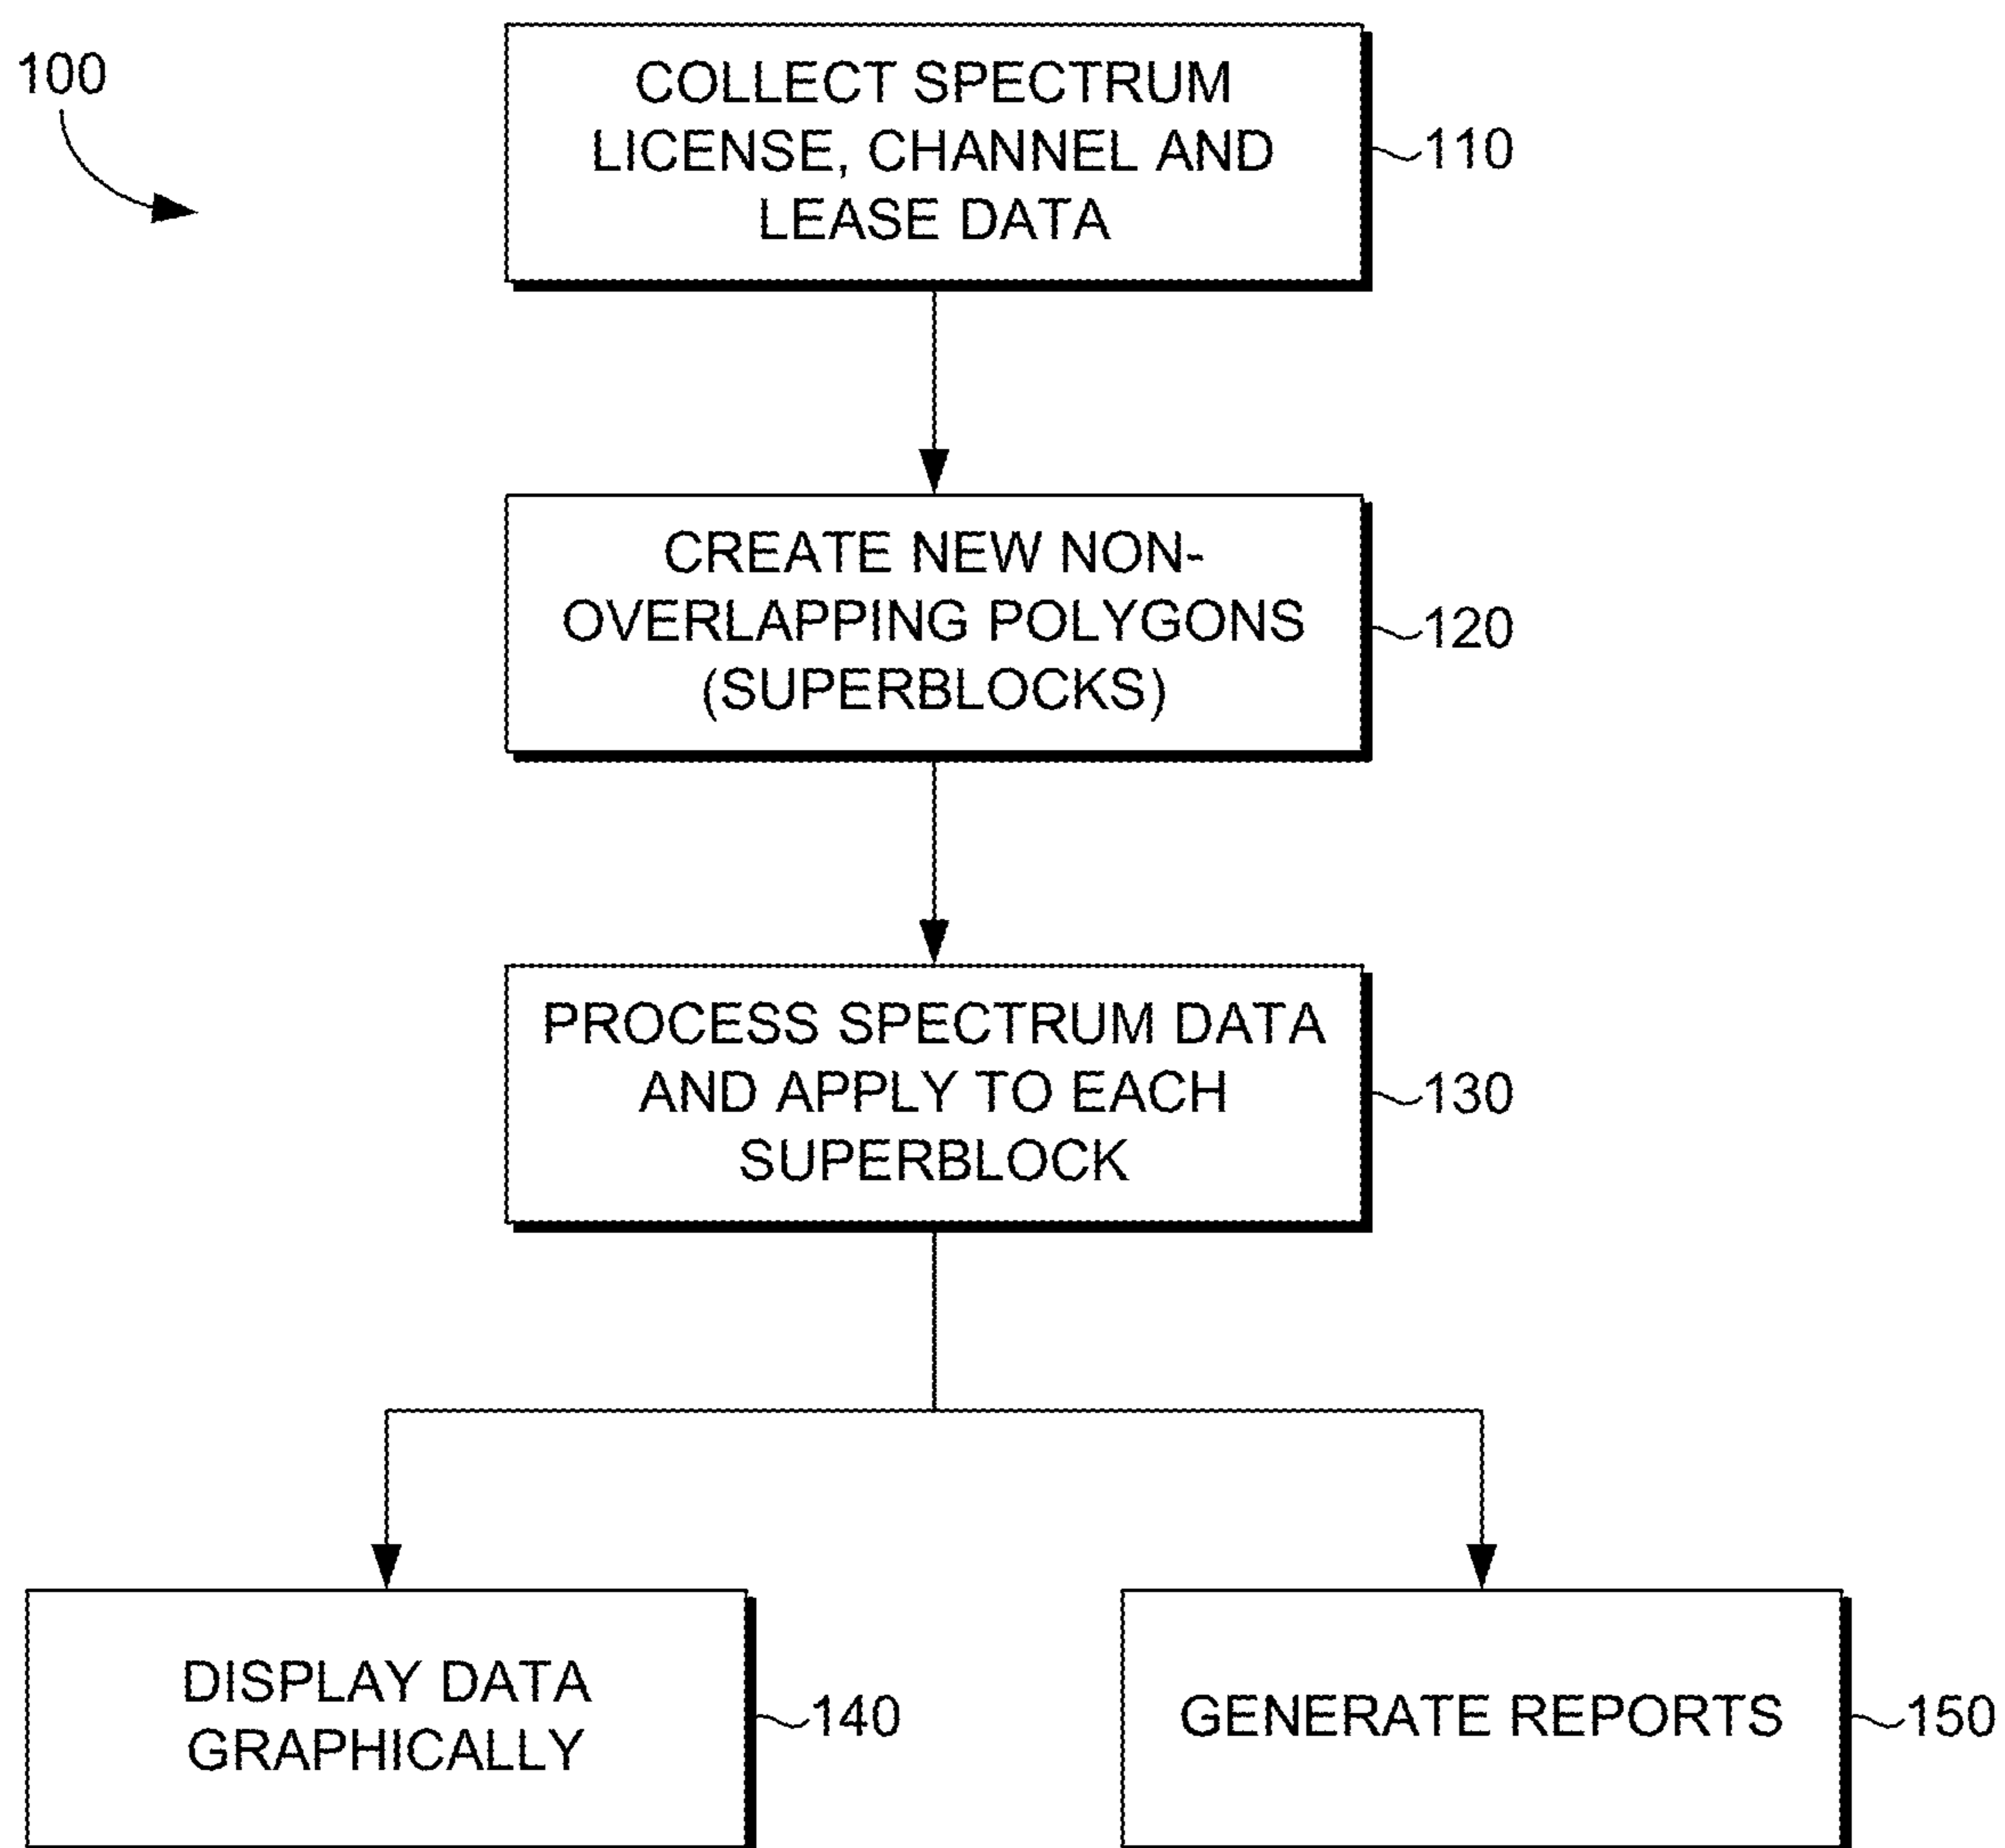 100
COLLECT SPECTRUM
LICENSE, CHANNEL AND
LEASE DATA
110
CREATE NEW NON-
OVERLAPPING POLYGONS
(SUPERBLOCKS)
120
PROCESS SPECTRUM DATA
AND APPLY TO EACH
SUPERBLOCK
130
DISPLAY DATA
GRAPHICALLY
140
GENERATE REPORTS
150